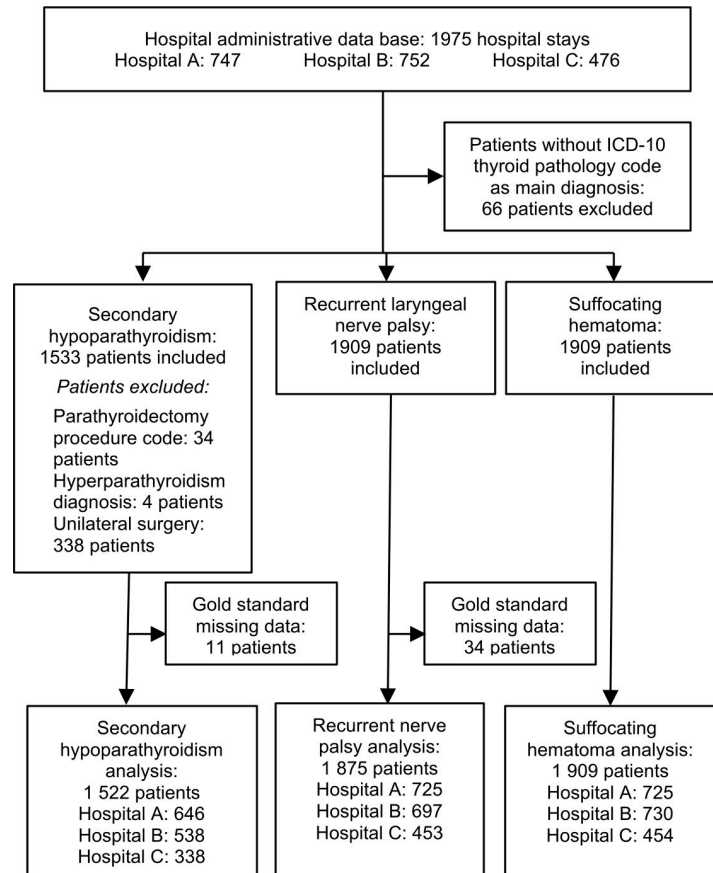 Hospital administrative data base: 1975 hospital stays
Hospital A: 747 Hospital B: 752 Hospital C: 476
Patients without ICD-10
thyroid pathology code
as main diagnosis:
66 patients excluded
Secondary
hypoparathyroidism:
1533 patients included
Patients excluded:
Parathyroidectomy
procedure code: 34
patients
Hyperparathyroidism
diagnosis: 4 patients
Unilateral surgery:
338 patients
Recurrent laryngeal
nerve palsy:
1909 patients
included
Suffocating
hematoma:
1909 patients
included
Gold standard
missing data:
11 patients
Gold standard
missing data:
34 patients
Secondary
hypoparathyroidism
analysis:
1 522 patients
Hospital A: 646
Hospital B: 538
Hospital C: 338
Recurrent nerve
palsy analysis:
1 875 patients
Hospital A: 725
Hospital B: 697
Hospital C: 453
Suffocating
hematoma analysis:
1 909 patients
Hospital A: 725
Hospital B: 730
Hospital C: 454